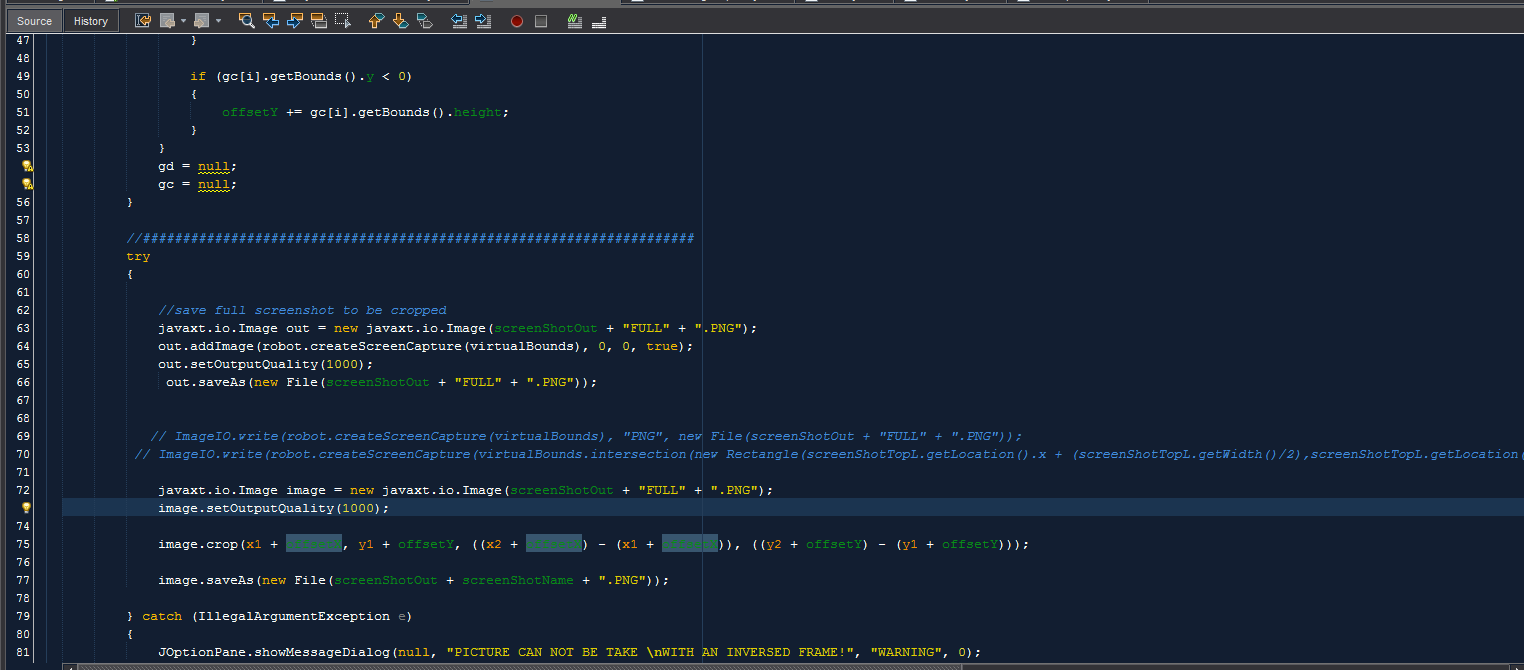 Source History
47 }
48
49 if (gc[i].getBounds().y < 0)
50 {
51 offsetY += gc[i].getBounds().height;
52 }
53 }
gd = null;
gc = null;
56 }
57
58 //#####################################################################
59 try
60 {
61
62 //save full screenshot to be cropped
63 javaxt.io.Image out = new javaxt.io.Image(screenShotOut + "FULL" + ".PNG");
64 out.addImage(robot.createScreenCapture(virtualBounds), 0, 0, true);
65 out.setOutputQuality(1000);
66 out.saveAs(new File(screenShotOut + "FULL" + ".PNG"));
67
68
69 // ImageIO.write(robot.createScreenCapture(virtualBounds), "PNG", new File(screenShotOut + "FULL" + ".PNG"));
70 // ImageIO.write(robot.createScreenCapture(virtualBounds.intersection(new Rectangle(screenShotTopL.getLocation().x + (screenShotTopL.getWidth()/2),screenShotTopL.getLocation(
71
72 javaxt.io.Image image = new javaxt.io.Image(screenShotOut + "FULL" + ".PNG");
image.setOutputQuality(1000);
74
75 image.crop(x1 + offsetX, y1 + offsetY, ((x2 + offsetX) - (x1 + offsetX)), ((y2 + offsetY) - (y1 + offsetY)));
76
77 image.saveAs(new File(screenShotOut + screenShotName + ".PNG"));
78
79 } catch (IllegalArgumentException e)
80 {
81 JOptionPane.showMessageDialog(null, "PICTURE CAN NOT BE TAKE \nWITH AN INVERSED FRAME!", "WARNING", 0);